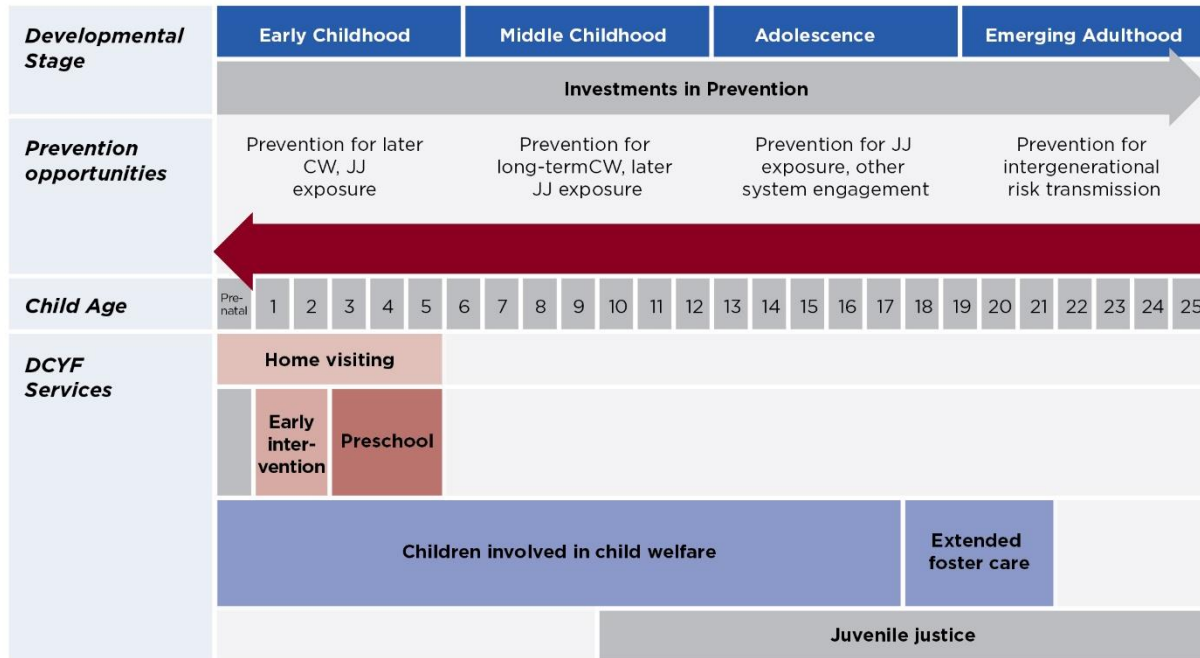 Developmental
Stage
Early Childhood
Middle Childhood
Adolescence
Emerging Adulthood
Investments in Prevention
Prevention
opportunities
Prevention for later
CW, JJ
exposure
Prevention for
long-termCW, later
JJ exposure
Prevention for JJ
exposure, other
system engagement
Prevention for
intergenerational
risk transmission
Child Age
Pre-
natal
1 2 3 4 5 6 7 8 9 10 11 12 13 14 15 16 17 18 19 20 21 22 23 24 25
DCYF
Services
Home visiting
Early
inter-
vention
Preschool
Children involved in child welfare
Extended
foster care
Juvenile justice